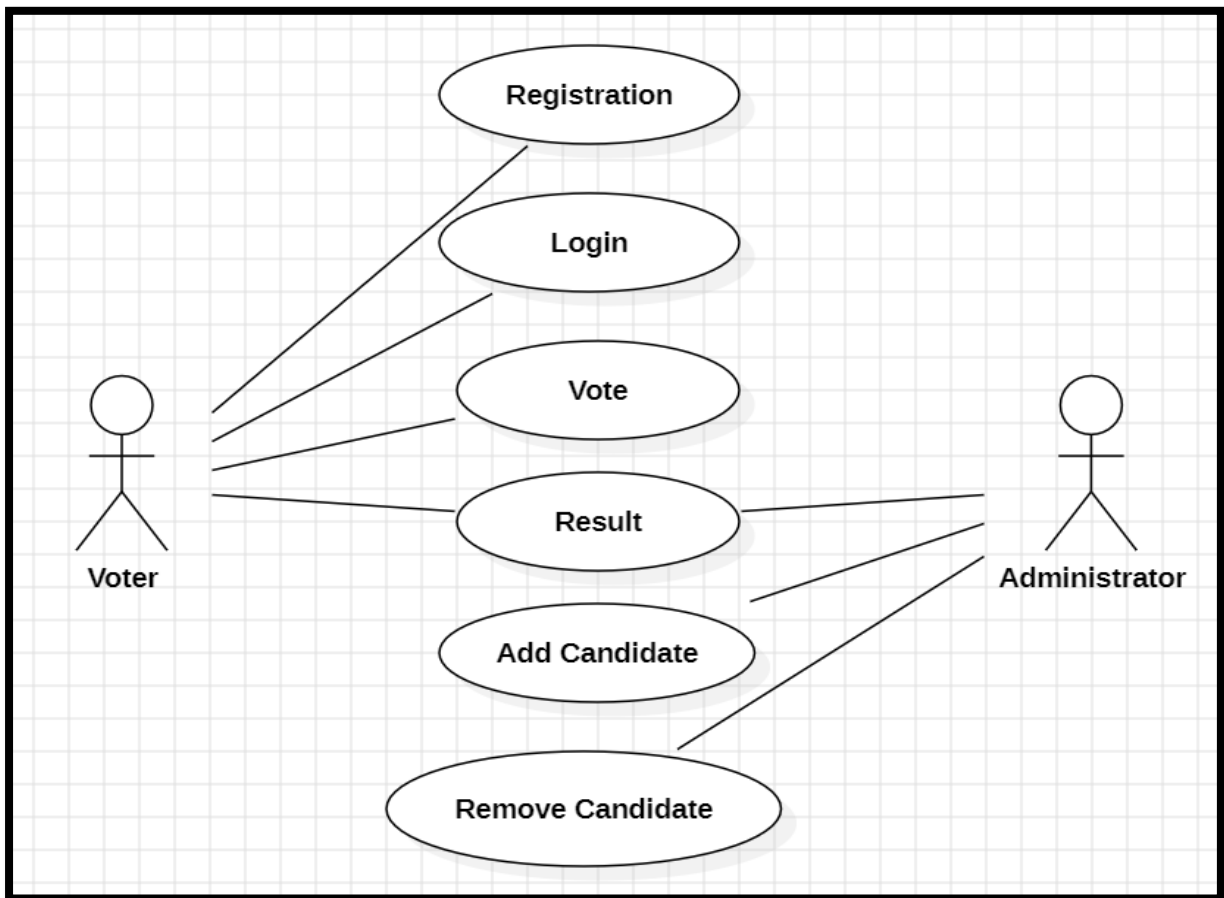 Registration
Login
Vote
Result
Voter
Administrator
Add Candidate
Remove Candidate